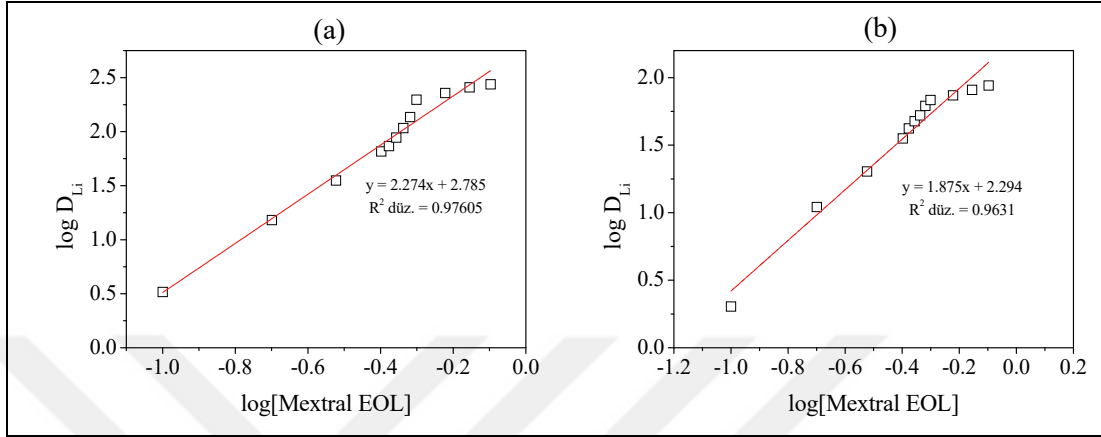 (a)
2.5
2.0
1.5
1.0
0.5
0.0
log D_Li
y = 2.274x + 2.785
R² düz. = 0.97605
-1.0 -0.8 -0.6 -0.4 -0.2 0.0
log[Mextral EOL]
(b)
2.0
1.5
1.0
0.5
0.0
log D_Li
y = 1.875x + 2.294
R² düz. = 0.9631
-1.2 -1.0 -0.8 -0.6 -0.4 -0.2 0.0 0.2
log[Mextral EOL]